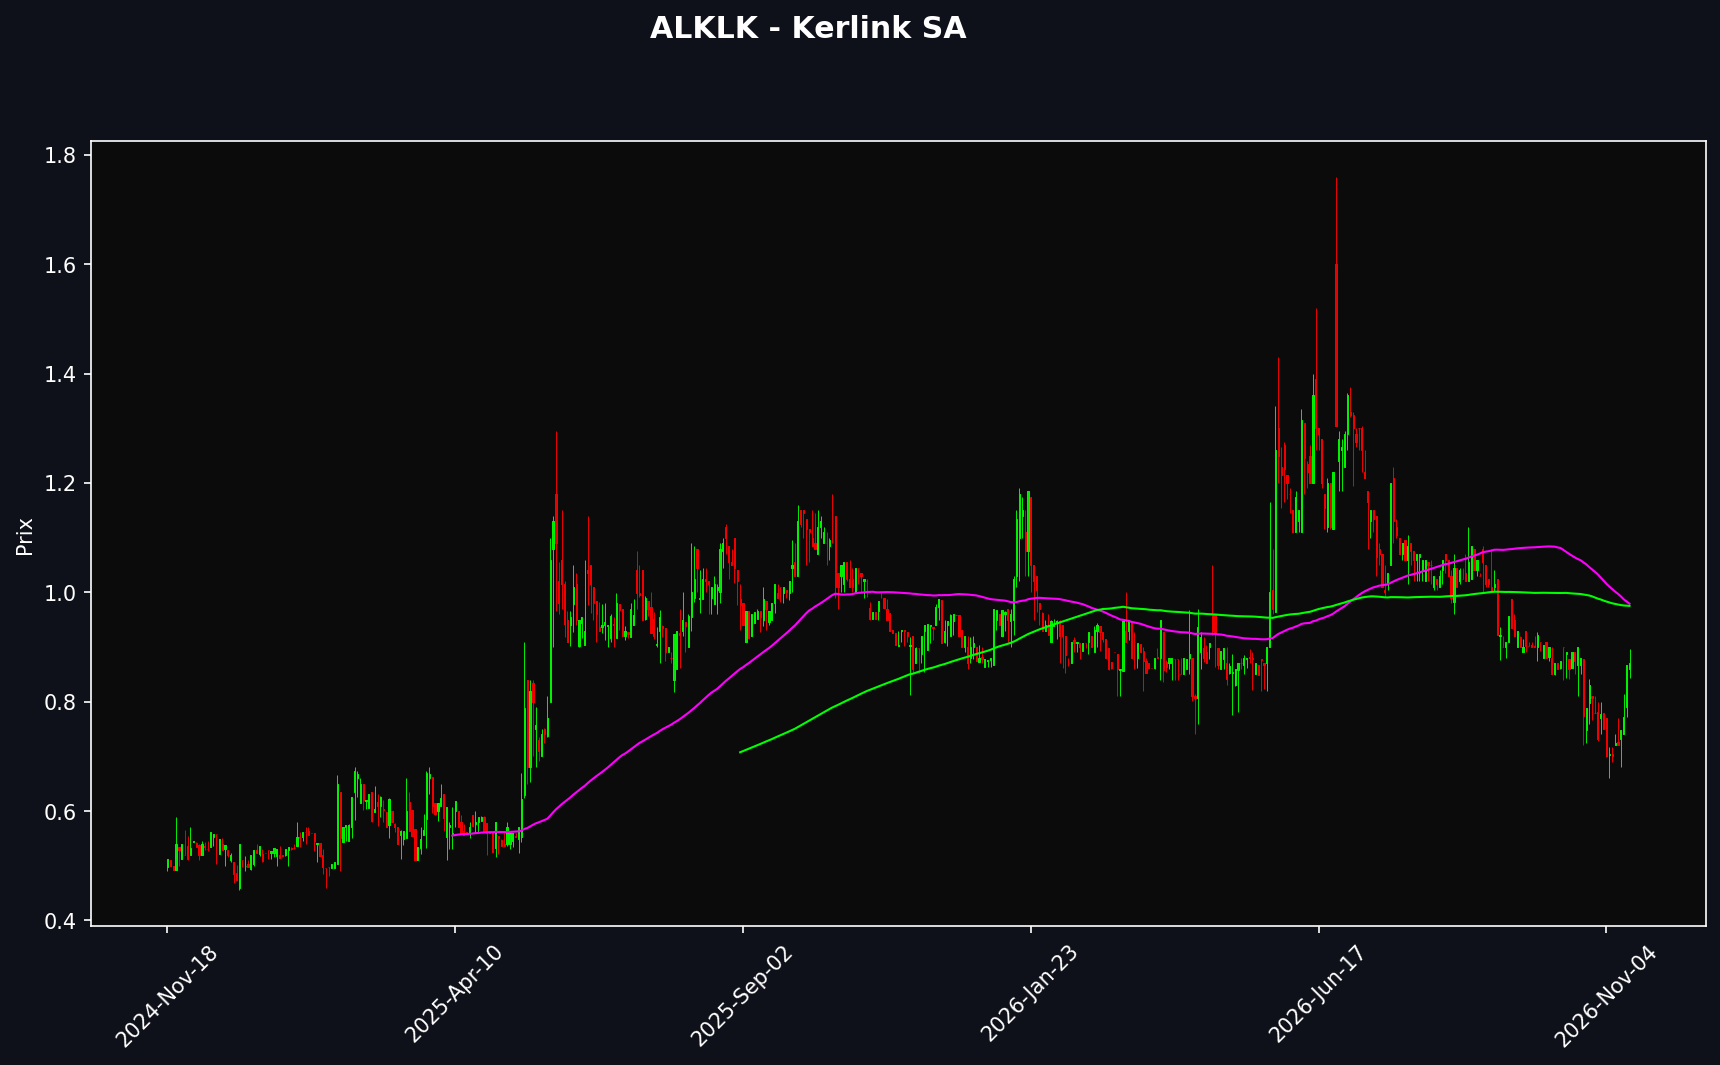 ALKLK - Kerlink SA
Prix
1.8
1.6
1.4
1.2
1.0
0.8
0.6
0.4
2024-Nov-18
2025-Apr-10
2025-Sep-02
2026-Jan-23
2026-Jun-17
2026-Nov-04